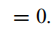 = 0.